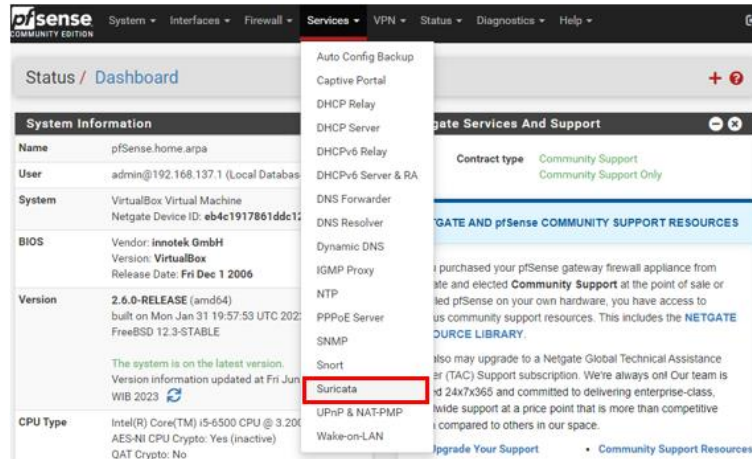 pfsense
COMMUNITY EDITION
System Interfaces Firewall Services VPN Status Diagnostics Help
Status / Dashboard
System Information
Name pfSense.home.arpa
User admin@192.168.137.1 (Local Databas
System VirtualBox Virtual Machine
Netgate Device ID: eb4c1917861ddc12
BIOS Vendor: innotek GmbH
Version: VirtualBox
Release Date: Fri Dec 1 2006
Version 2.6.0-RELEASE (amd64)
built on Mon Jan 31 19:57:53 UTC 202
FreeBSD 12.3-STABLE
The system is on the latest version.
Version information updated at Fri Jun
WIB 2023
CPU Type Intel(R) Core(TM) i5-6500 CPU @ 3.20
AES-NI CPU Crypto: Yes (inactive)
QAT Crypto: No
Auto Config Backup
Captive Portal
DHCP Relay
DHCP Server
DHCPv6 Relay
DHCPv6 Server & RA
DNS Forwarder
DNS Resolver
Dynamic DNS
IGMP Proxy
NTP
PPPoE Server
SNMP
Snort
Suricata
UPnP & NAT-PMP
Wake-on-LAN
gate Services And Support
Contract type Community Support
Community Support Only
GATE AND pfSense COMMUNITY SUPPORT RESOURCES
purchased your pfSense gateway firewall appliance from
ate and elected Community Support at the point of sale or
led pfSense on your own hardware, you have access to
us community support resources. This includes the NETGATE
OURCE LIBRARY.
also may upgrade to a Netgate Global Technical Assistance
er (TAC) Support subscription. We're always on! Our team is
ed 24x7x365 and committed to delivering enterprise-class,
wide support at a price point that is more than competitive
compared to others in our space.
Upgrade Your Support • Community Support Resources